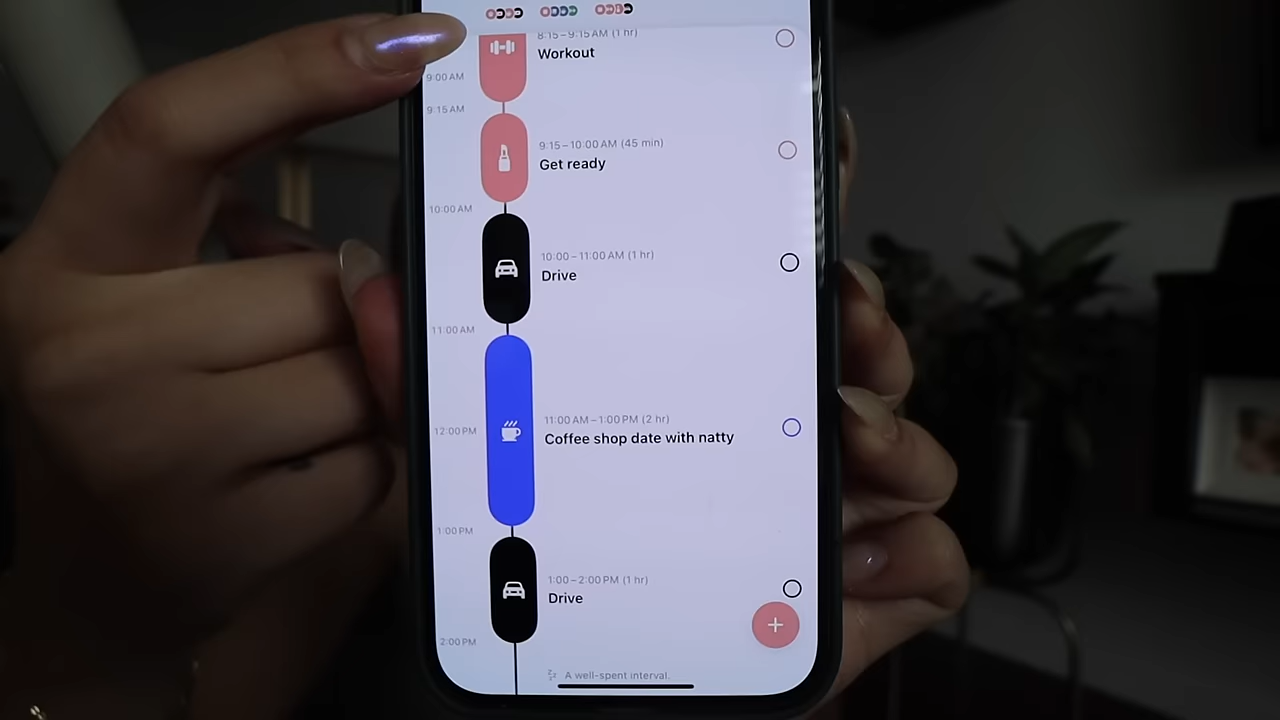 8:15 – 9:15 AM (1 hr)
Workout
9:00 AM
9:15 AM
9:15 – 10:00 AM (45 min)
Get ready
10:00 AM
10:00 – 11:00 AM (1 hr)
Drive
11:00 AM
11:00 AM – 1:00 PM (2 hr)
12:00 PM
Coffee shop date with natty
1:00 PM
1:00 – 2:00 PM (1 hr)
Drive
2:00 PM
A well-spent interval.